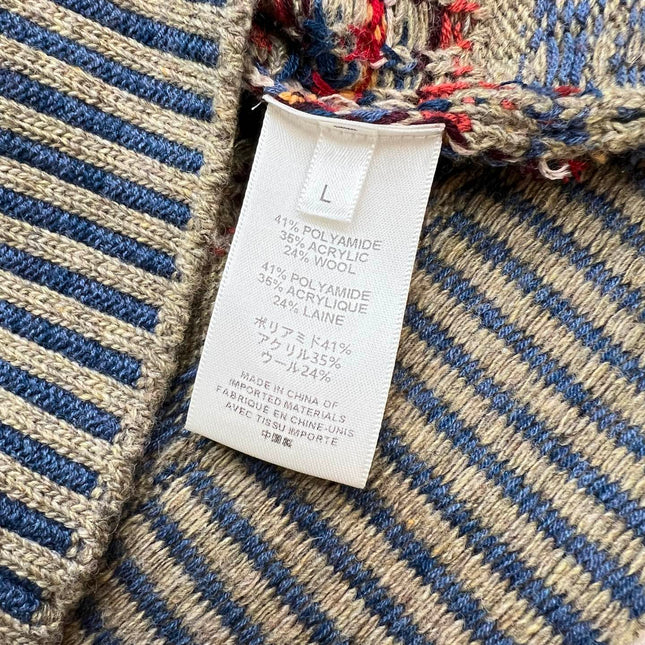 L
41% POLYAMIDE
35% ACRYLIC
24% WOOL
41% POLYAMIDE
35% ACRYLIQUE
24% LAINE
ポリアミド41%
アクリル35%
ウール24%
MADE IN CHINA OF
IMPORTED MATERIALS
FABRIQUE EN CHINE-UNIS
AVEC TISSU IMPORTE
中国製